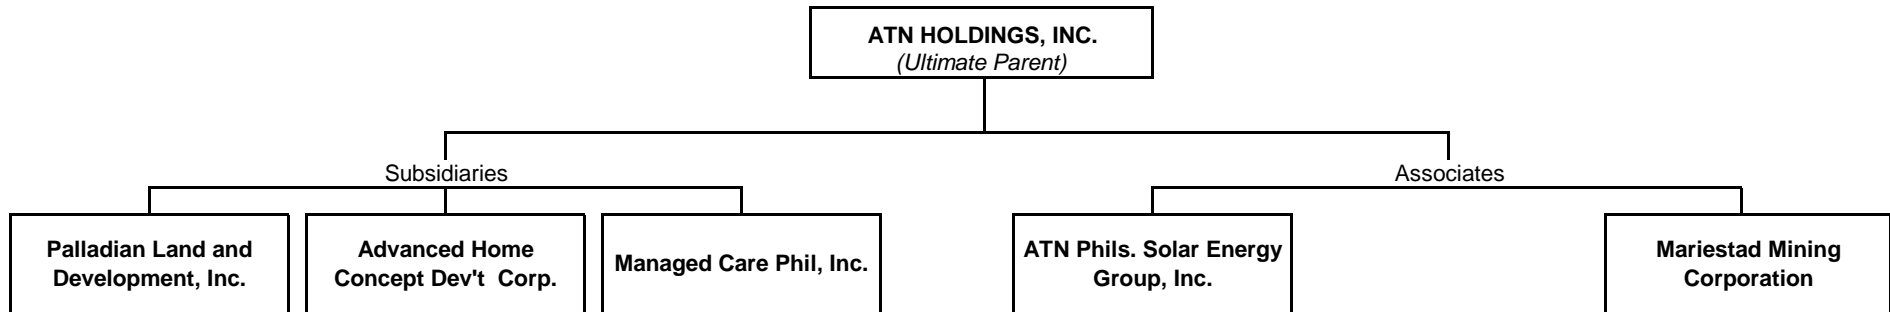 ATN HOLDINGS, INC.
(Ultimate Parent)
Subsidiaries
Associates
Palladian Land and
Development, Inc.
Advanced Home
Concept Dev't Corp.
Managed Care Phil, Inc.
ATN Phils. Solar Energy
Group, Inc.
Mariestad Mining
Corporation